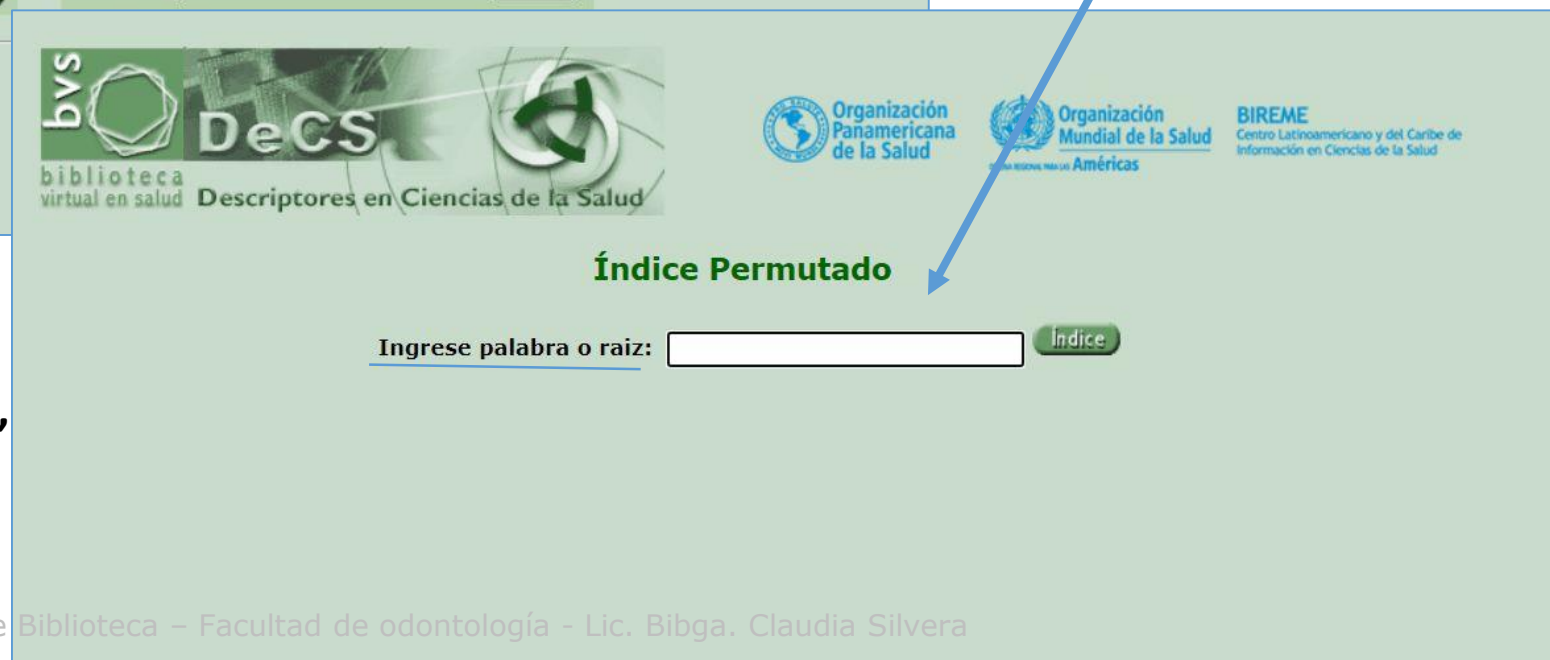 bvs
DeCS
biblioteca
virtual en salud
Descriptores en Ciencias de la Salud
Organización
Panamericana
de la Salud
Organización
Mundial de la Salud
Américas
BIREME
Centro Latinoamericano y del Caribe de
Información en Ciencias de la Salud
Índice Permutado
Ingrese palabra o raiz:
Índice
”
e Biblioteca – Facultad de odontología - Lic. Bibga. Claudia Silvera